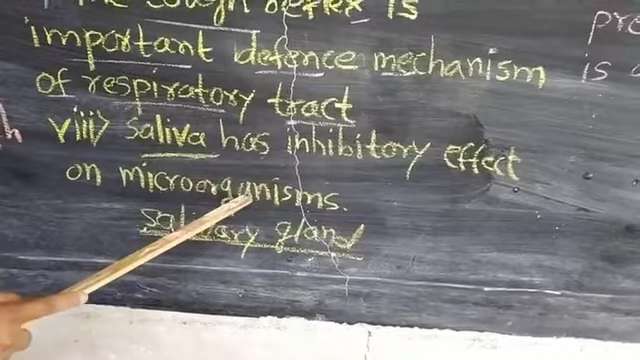 The cough reflex is
important defence mechanism
of respiratory tract
viii> Saliva has inhibitory effect
on microorganisms.
Salivary gland
is